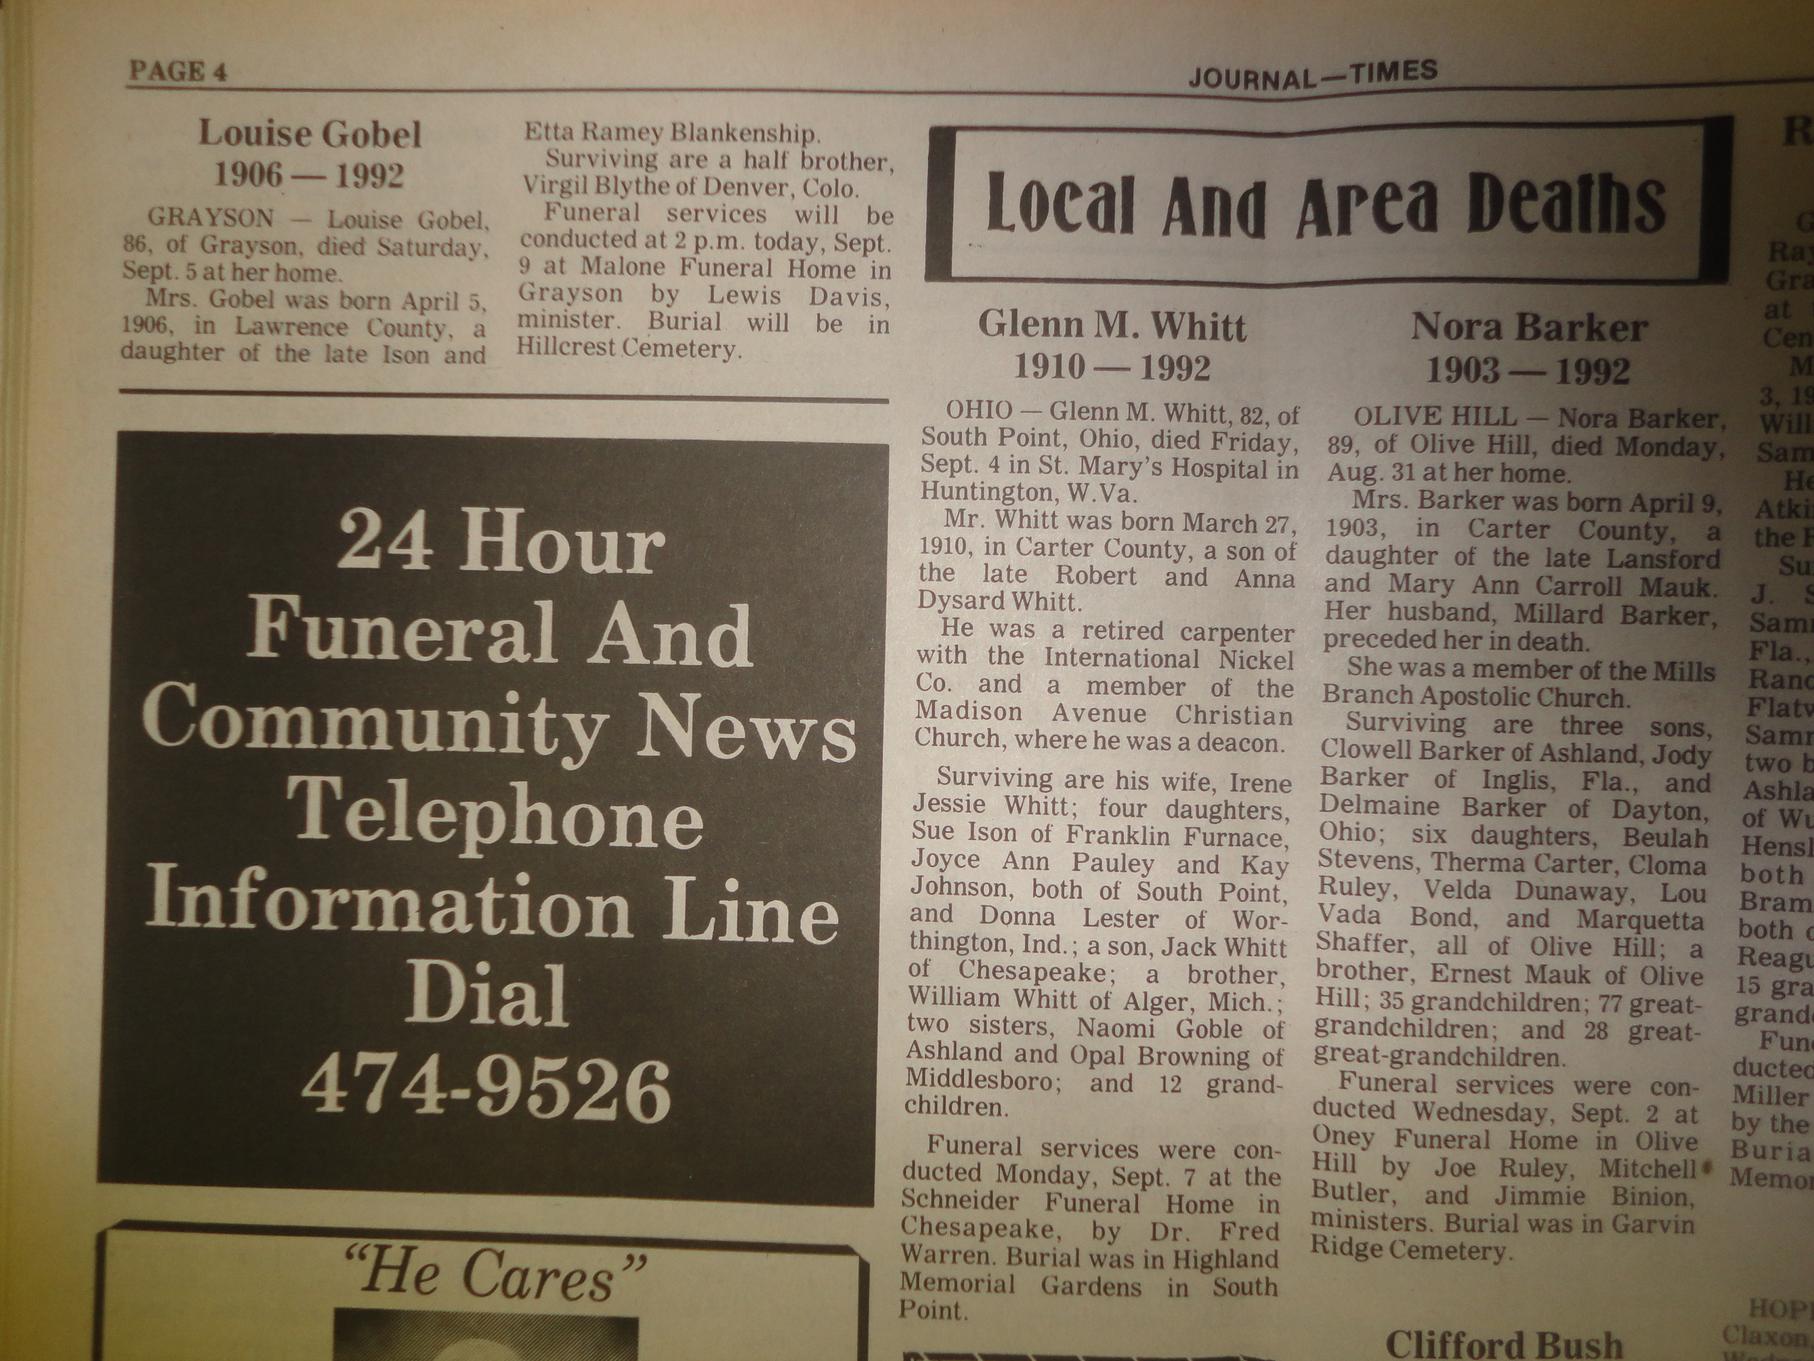 PAGE 4
JOURNAL—TIMES
Louise Gobel
1906 — 1992
GRAYSON — Louise Gobel,
86, of Grayson, died Saturday,
Sept. 5 at her home.
Mrs. Gobel was born April 5,
1906, in Lawrence County, a
daughter of the late Ison and
Etta Ramey Blankenship.
Surviving are a half brother,
Virgil Blythe of Denver, Colo.
Funeral services will be
conducted at 2 p.m. today, Sept.
9 at Malone Funeral Home in
Grayson by Lewis Davis,
minister. Burial will be in
Hillcrest Cemetery.
24 Hour
Funeral And
Community News
Telephone
Information Line
Dial
474-9526
"He Cares"
Local And Area Deaths
Glenn M. Whitt
1910 — 1992
OHIO — Glenn M. Whitt, 82, of
South Point, Ohio, died Friday,
Sept. 4 in St. Mary's Hospital in
Huntington, W.Va.
Mr. Whitt was born March 27,
1910, in Carter County, a son of
the late Robert and Anna
Dysard Whitt.
He was a retired carpenter
with the International Nickel
Co. and a member of the
Madison Avenue Christian
Church, where he was a deacon.
Surviving are his wife, Irene
Jessie Whitt; four daughters,
Sue Ison of Franklin Furnace,
Joyce Ann Pauley and Kay
Johnson, both of South Point,
and Donna Lester of Wor-
thington, Ind.; a son, Jack Whitt
of Chesapeake; a brother,
William Whitt of Alger, Mich.;
two sisters, Naomi Goble of
Ashland and Opal Browning of
Middlesboro; and 12 grand-
children.
Funeral services were con-
ducted Monday, Sept. 7 at the
Schneider Funeral Home in
Chesapeake, by Dr. Fred
Warren. Burial was in Highland
Memorial Gardens in South
Point.
Nora Barker
1903 — 1992
OLIVE HILL — Nora Barker,
89, of Olive Hill, died Monday,
Aug. 31 at her home.
Mrs. Barker was born April 9,
1903, in Carter County, a
daughter of the late Lansford
and Mary Ann Carroll Mauk.
Her husband, Millard Barker,
preceded her in death.
She was a member of the Mills
Branch Apostolic Church.
Surviving are three sons,
Clowell Barker of Ashland, Jody
Barker of Inglis, Fla., and
Delmaine Barker of Dayton,
Ohio; six daughters, Beulah
Stevens, Therma Carter, Cloma
Ruley, Velda Dunaway, Lou
Vada Bond, and Marquetta
Shaffer, all of Olive Hill; a
brother, Ernest Mauk of Olive
Hill; 35 grandchildren; 77 great-
grandchildren; and 28 great-
great-grandchildren.
Funeral services were con-
ducted Wednesday, Sept. 2 at
Oney Funeral Home in Olive
Hill by Joe Ruley, Mitchell
Butler, and Jimmie Binion,
ministers. Burial was in Garvin
Ridge Cemetery.
Clifford Bush
at
3, 19
the
J.
Fla.,
two b
of Wu
both
both
15 gra
ducted
Miller
by the
Claxon,